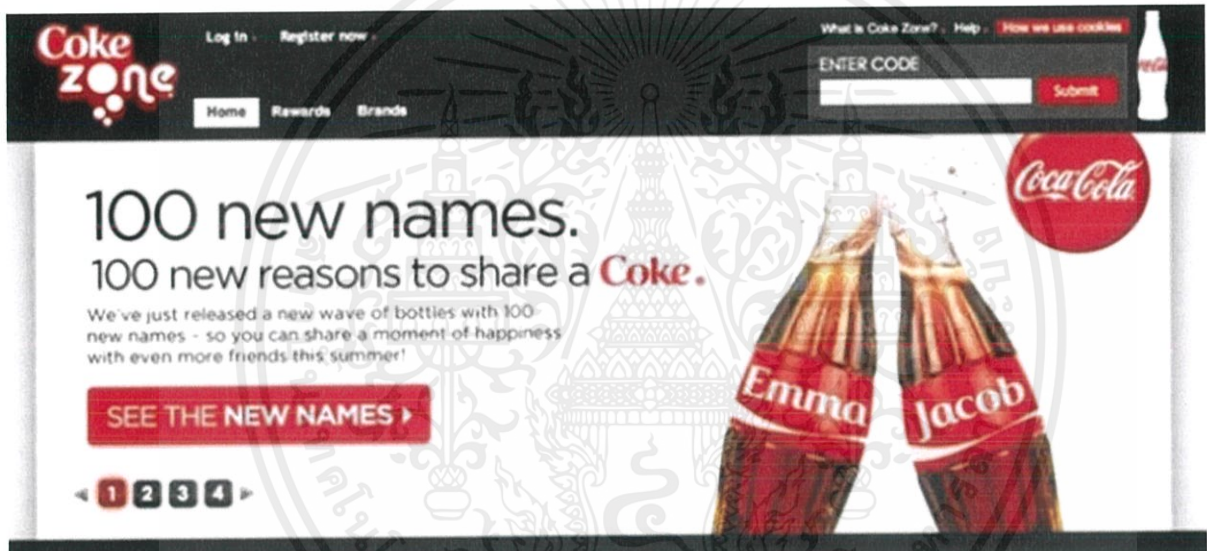 Coke
zone
Log in
Register now
What is Coke Zone?
Help
How we use cookies
ENTER CODE
Submit
Home
Rewards
Brands
Coca-Cola
100 new names.
100 new reasons to share a Coke.
We've just released a new wave of bottles with 100
new names - so you can share a moment of happiness
with even more friends this summer!
SEE THE NEW NAMES
1 2 3 4
Emma
Jacob